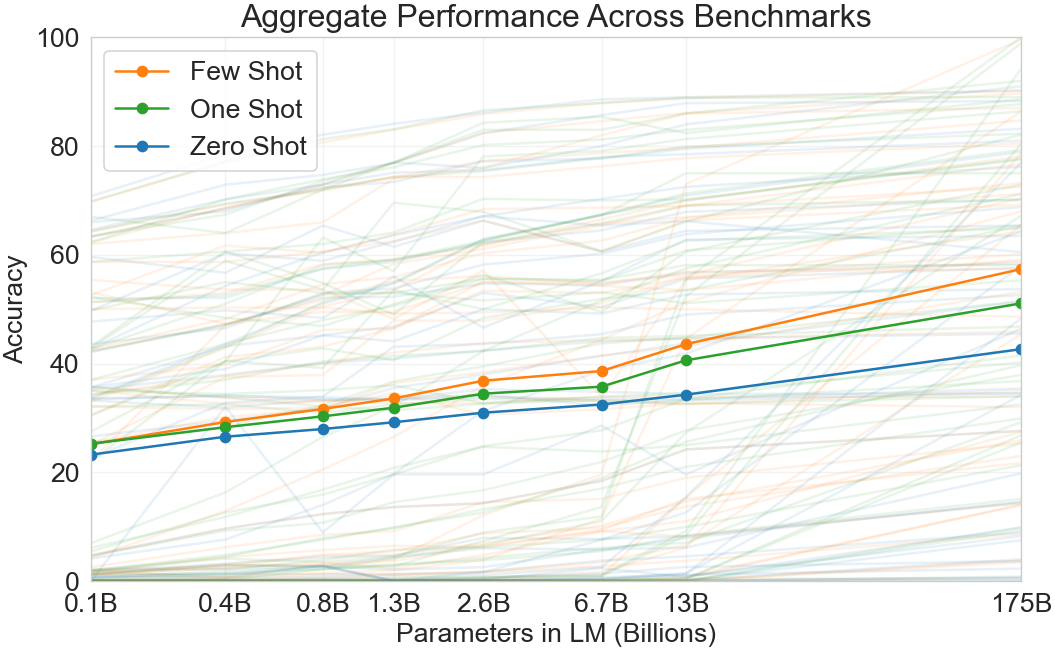 Aggregate Performance Across Benchmarks
100
80
60
40
20
0
Accuracy
Few Shot
One Shot
Zero Shot
0.1B 0.4B 0.8B 1.3B 2.6B 6.7B 13B 175B
Parameters in LM (Billions)